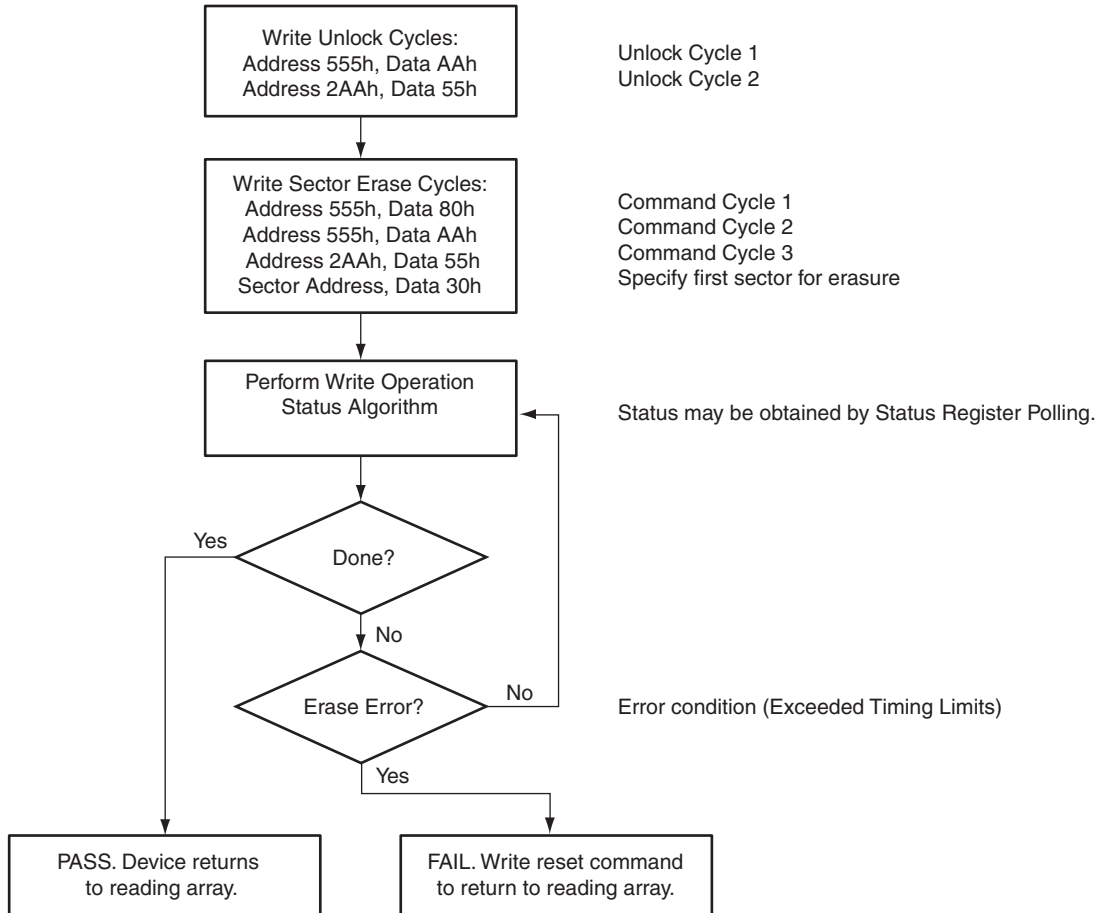 Write Unlock Cycles:
Address 555h, Data AAh
Address 2AAh, Data 55h
Unlock Cycle 1
Unlock Cycle 2
Write Sector Erase Cycles:
Address 555h, Data 80h
Address 555h, Data AAh
Address 2AAh, Data 55h
Sector Address, Data 30h
Command Cycle 1
Command Cycle 2
Command Cycle 3
Specify first sector for erasure
Perform Write Operation
Status Algorithm
Status may be obtained by Status Register Polling.
Yes
Done?
No
Erase Error?
No
Error condition (Exceeded Timing Limits)
Yes
PASS. Device returns
to reading array.
FAIL. Write reset command
to return to reading array.